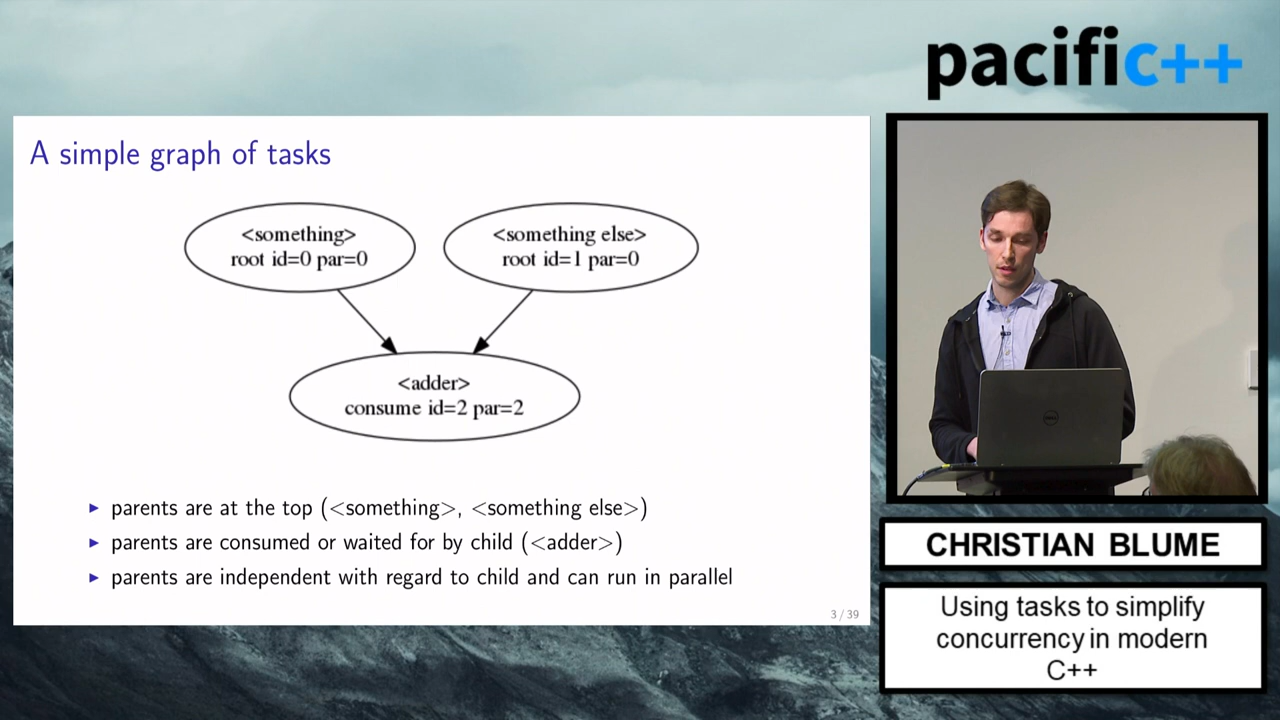 pacific++
A simple graph of tasks
<something>
root id=0 par=0
<something else>
root id=1 par=0
<adder>
consume id=2 par=2
▶ parents are at the top (<something>, <something else>)
▶ parents are consumed or waited for by child (<adder>)
▶ parents are independent with regard to child and can run in parallel
3 / 39
CHRISTIAN BLUME
Using tasks to simplify
concurrency in modern
C++